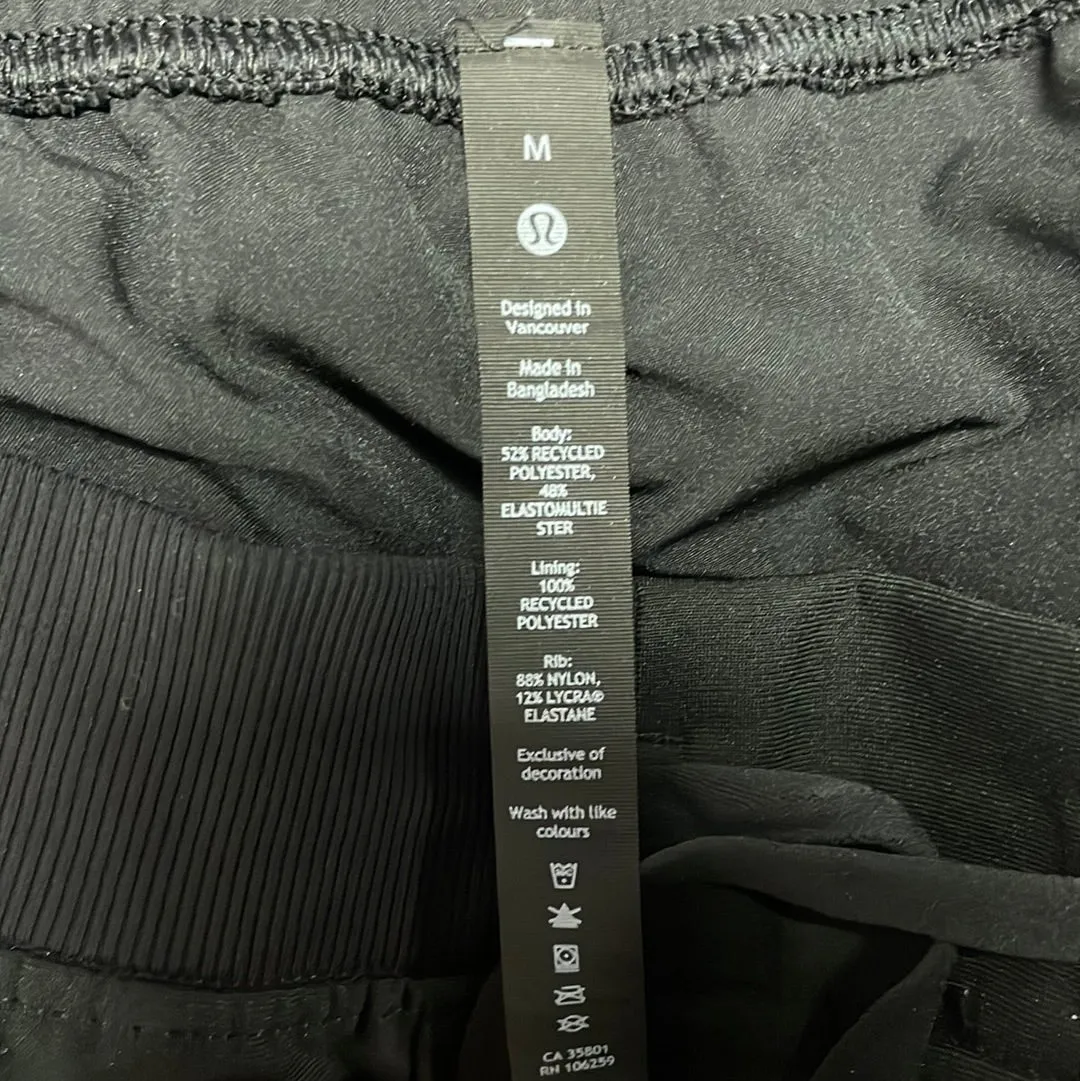 M
Designed in
Vancouver
Made in
Bangladesh
Body:
52% RECYCLED
POLYESTER,
48%
ELASTOMULTIE
STER
Lining:
100%
RECYCLED
POLYESTER
Rib:
88% NYLON,
12% LYCRA®
ELASTANE
Exclusive of
decoration
Wash with like
colours
CA 35801
RN 106259